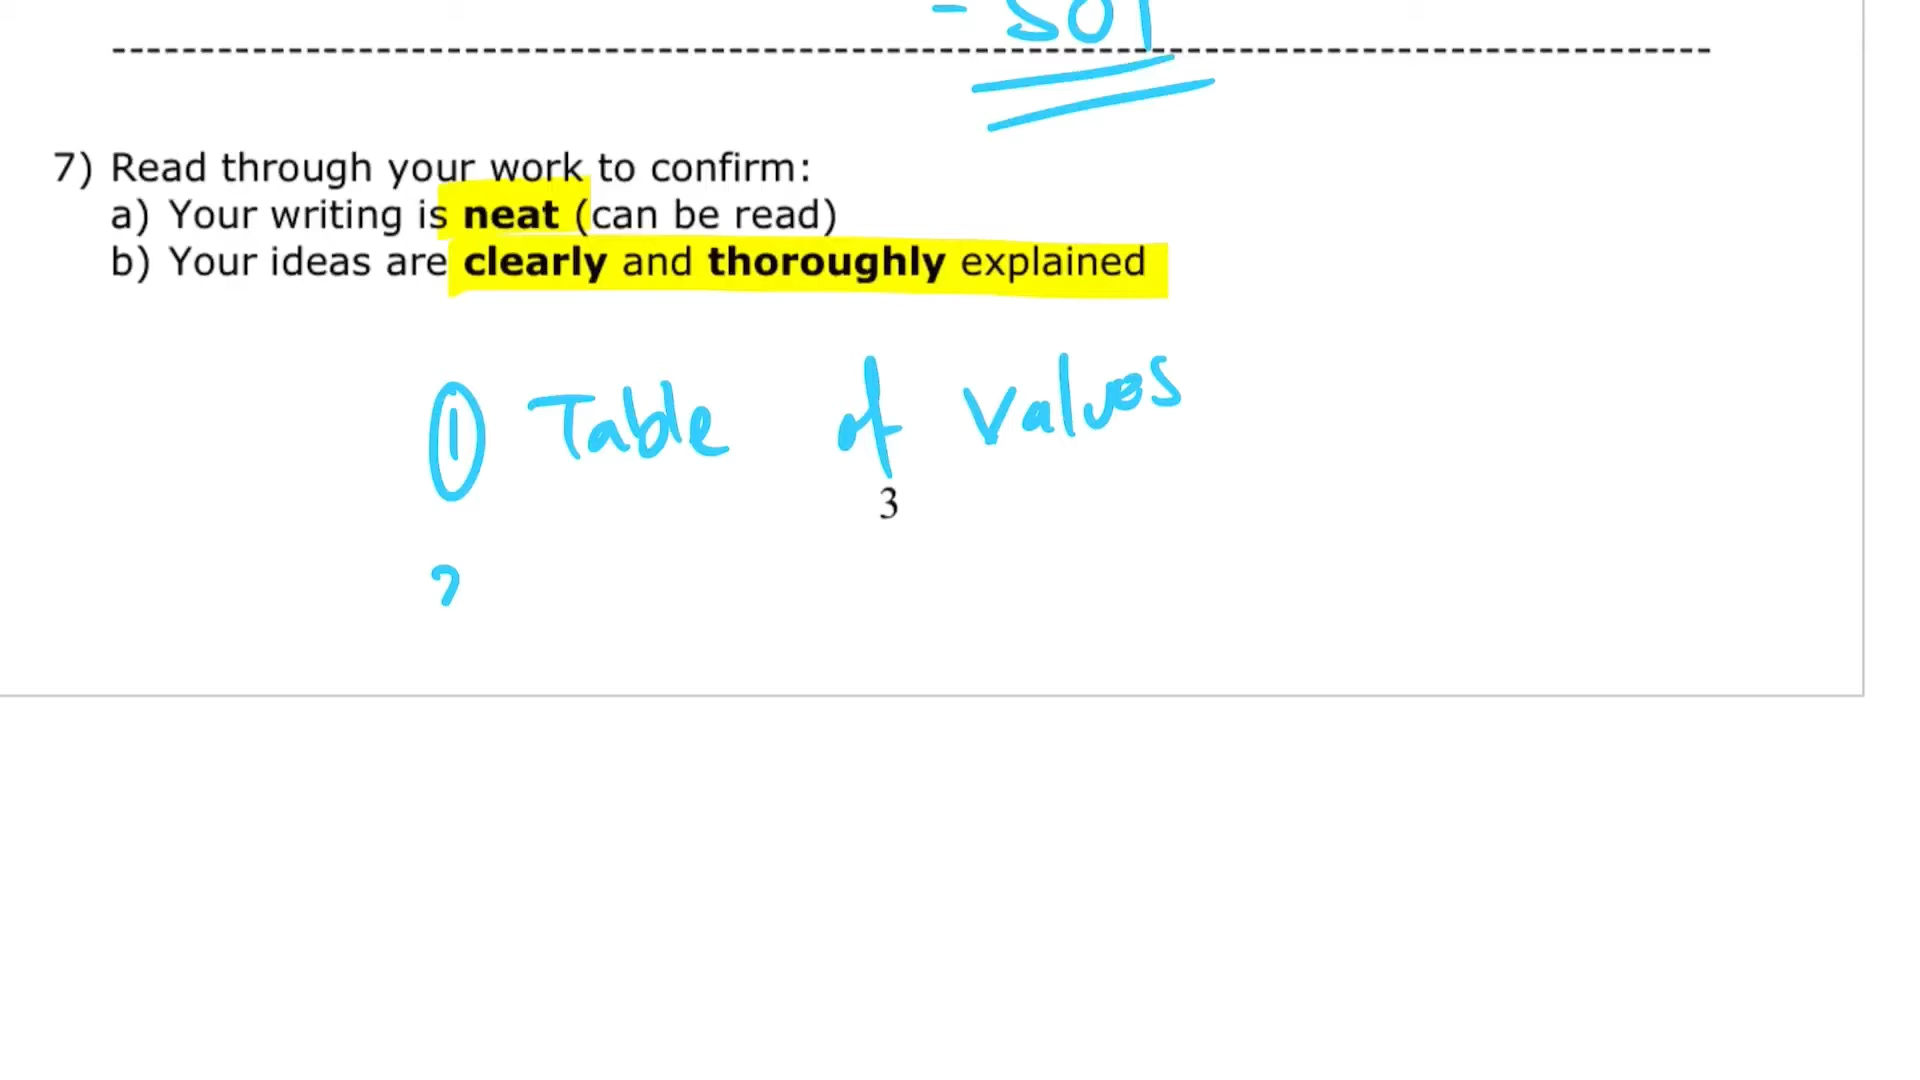 7) Read through your work to confirm:
a) Your writing is neat (can be read)
b) Your ideas are clearly and thoroughly explained
① Table of Values
3
2